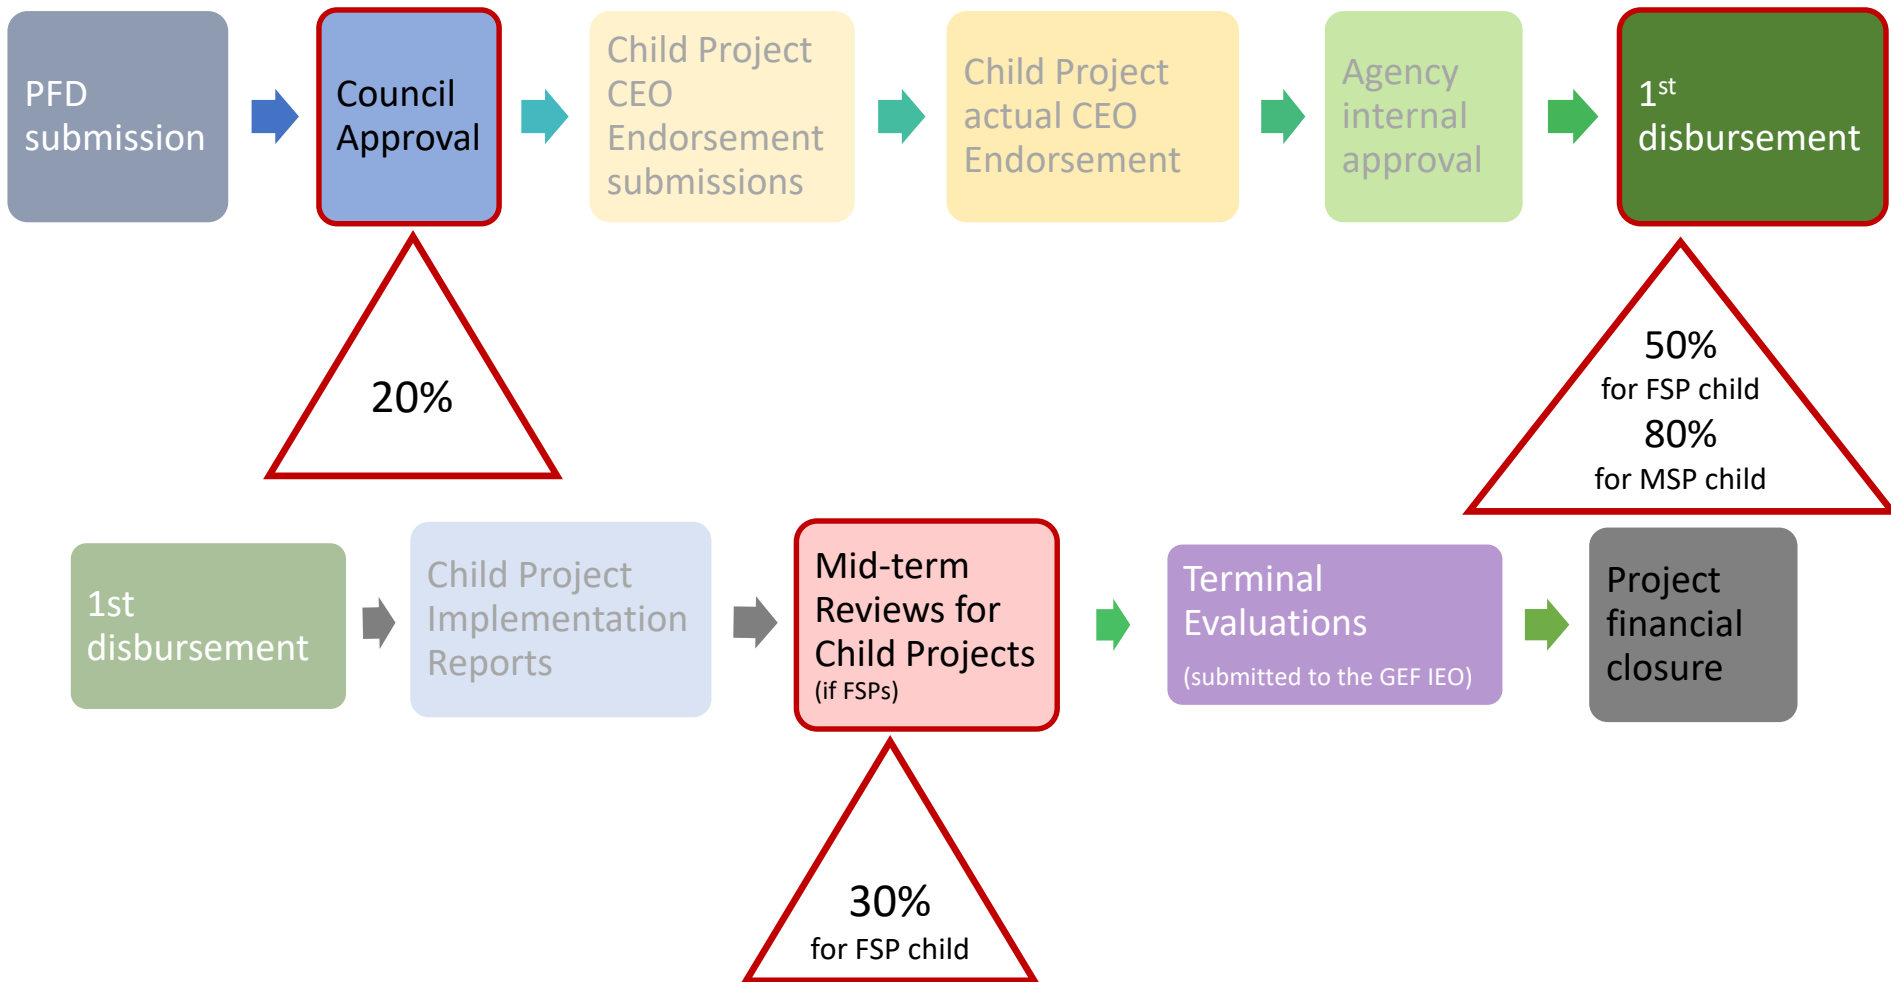 PFD
submission
Council
Approval
Child Project
CEO
Endorsement
submissions
Child Project
actual CEO
Endorsement
Agency
internal
approval
1st
disbursement
20%
50%
for FSP child
80%
for MSP child
1st
disbursement
Child Project
Implementation
Reports
Mid-term
Reviews for
Child Projects
(if FSPs)
Terminal
Evaluations
(submitted to the GEF IEO)
Project
financial
closure
30%
for FSP child